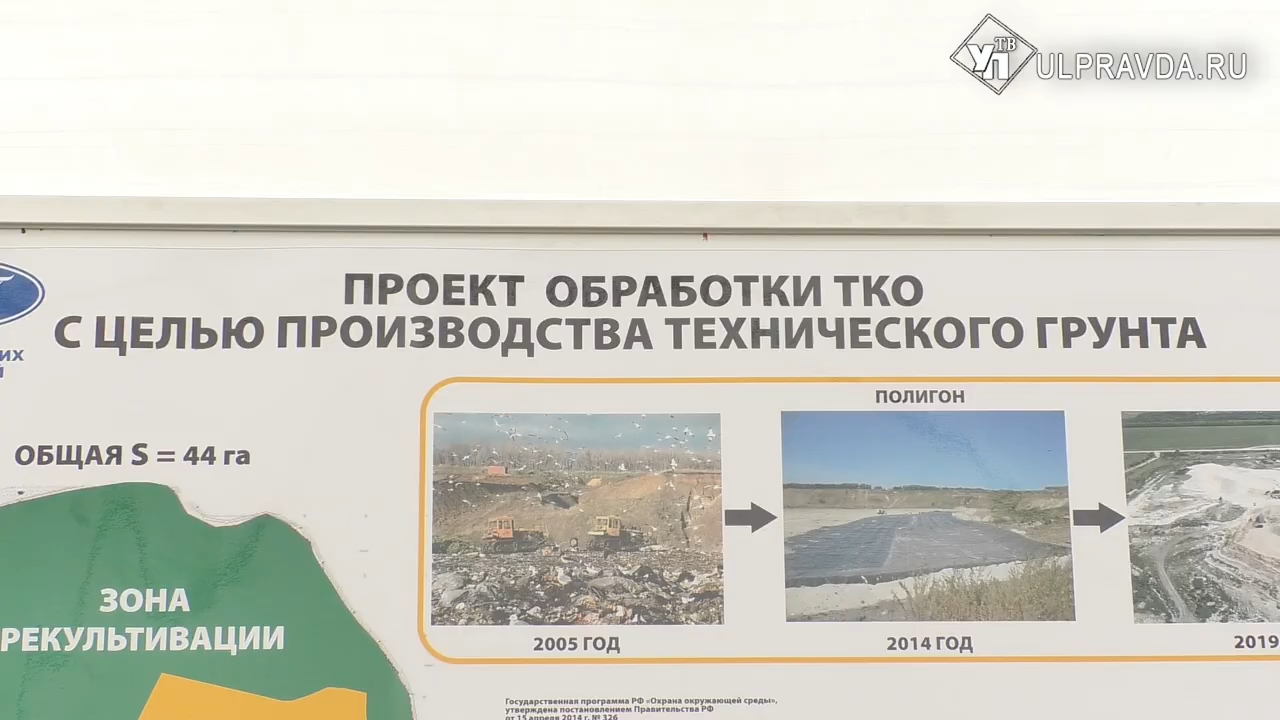 УП ТВ
ULPRAVDA.RU
ПРОЕКТ ОБРАБОТКИ ТКО
С ЦЕЛЬЮ ПРОИЗВОДСТВА ТЕХНИЧЕСКОГО ГРУНТА
ИХ
ПОЛИГОН
ОБЩАЯ S = 44 га
ЗОНА
РЕКУЛЬТИВАЦИИ
2005 ГОД
2014 ГОД
2019
Государственная программа РФ «Охрана окружающей среды»,
утверждена постановлением Правительства РФ
от 15 апреля 2014 г. № 326